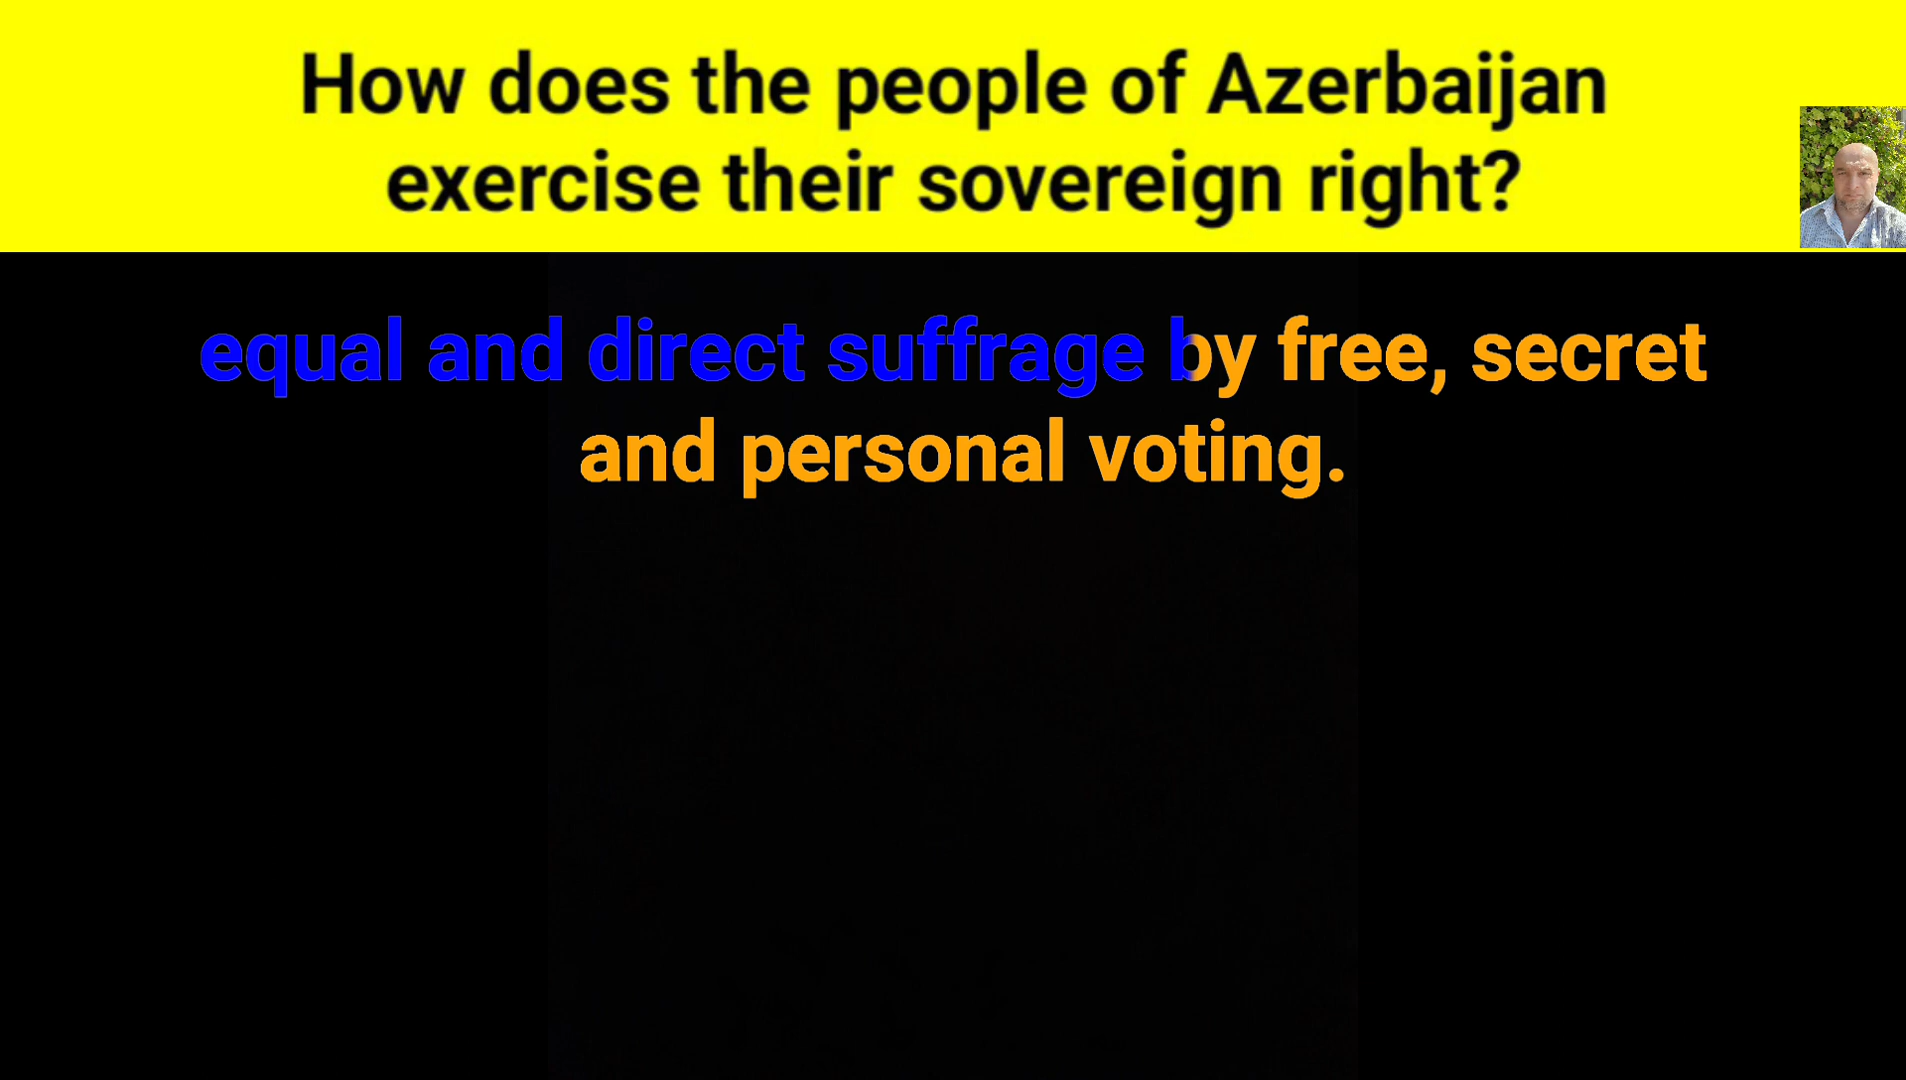 How does the people of Azerbaijan
exercise their sovereign right?
equal and direct suffrage by free, secret
and personal voting.